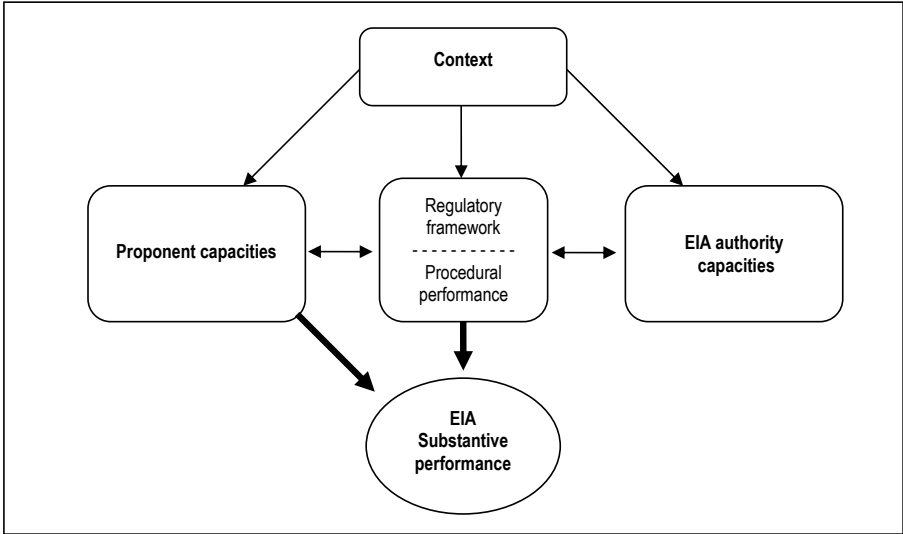 Context
Proponent capacities
Regulatory
framework
Procedural
performance
EIA authority
capacities
EIA
Substantive
performance